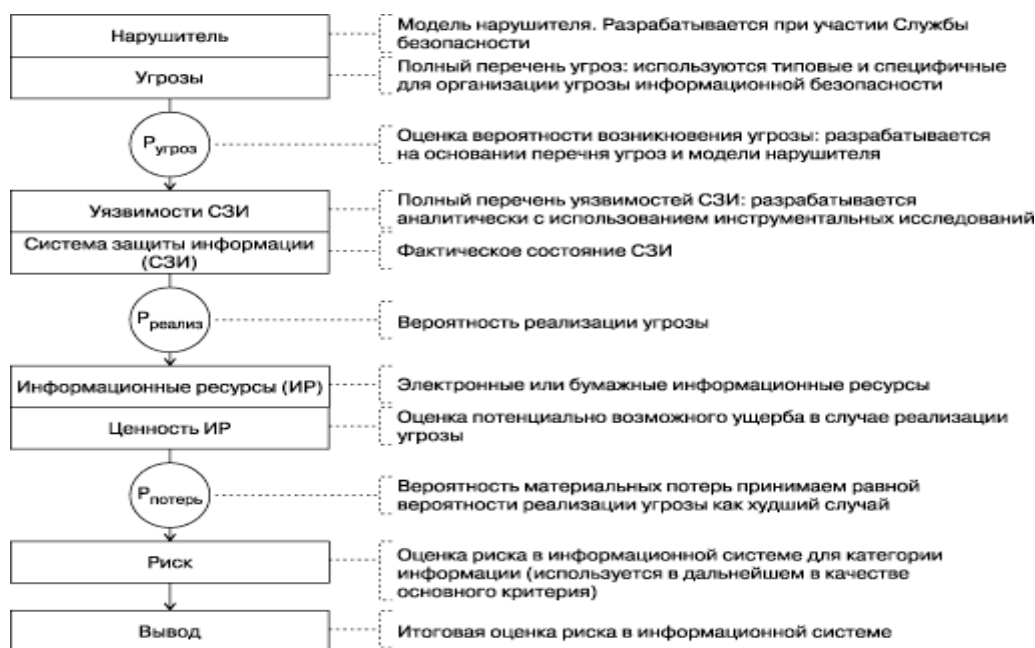 Нарушитель
Модель нарушителя. Разрабатывается при участии Службы
безопасности
Угрозы
Полный перечень угроз: используются типовые и специфичные
для организации угрозы информационной безопасности
Pугроз
Оценка вероятности возникновения угрозы: разрабатывается
на основании перечня угроз и модели нарушителя
Уязвимости СЗИ
Полный перечень уязвимостей СЗИ: разрабатывается
аналитически с использованием инструментальных исследований
Система защиты информации
(СЗИ)
Фактическое состояние СЗИ
Pреализ
Вероятность реализации угрозы
Информационные ресурсы (ИР)
Электронные или бумажные информационные ресурсы
Ценность ИР
Оценка потенциально возможного ущерба в случае реализации
угрозы
Pпотерь
Вероятность материальных потерь принимаем равной
вероятности реализации угрозы как худший случай
Риск
Оценка риска в информационной системе для категории
информации (используется в дальнейшем в качестве
основного критерия)
Вывод
Итоговая оценка риска в информационной системе